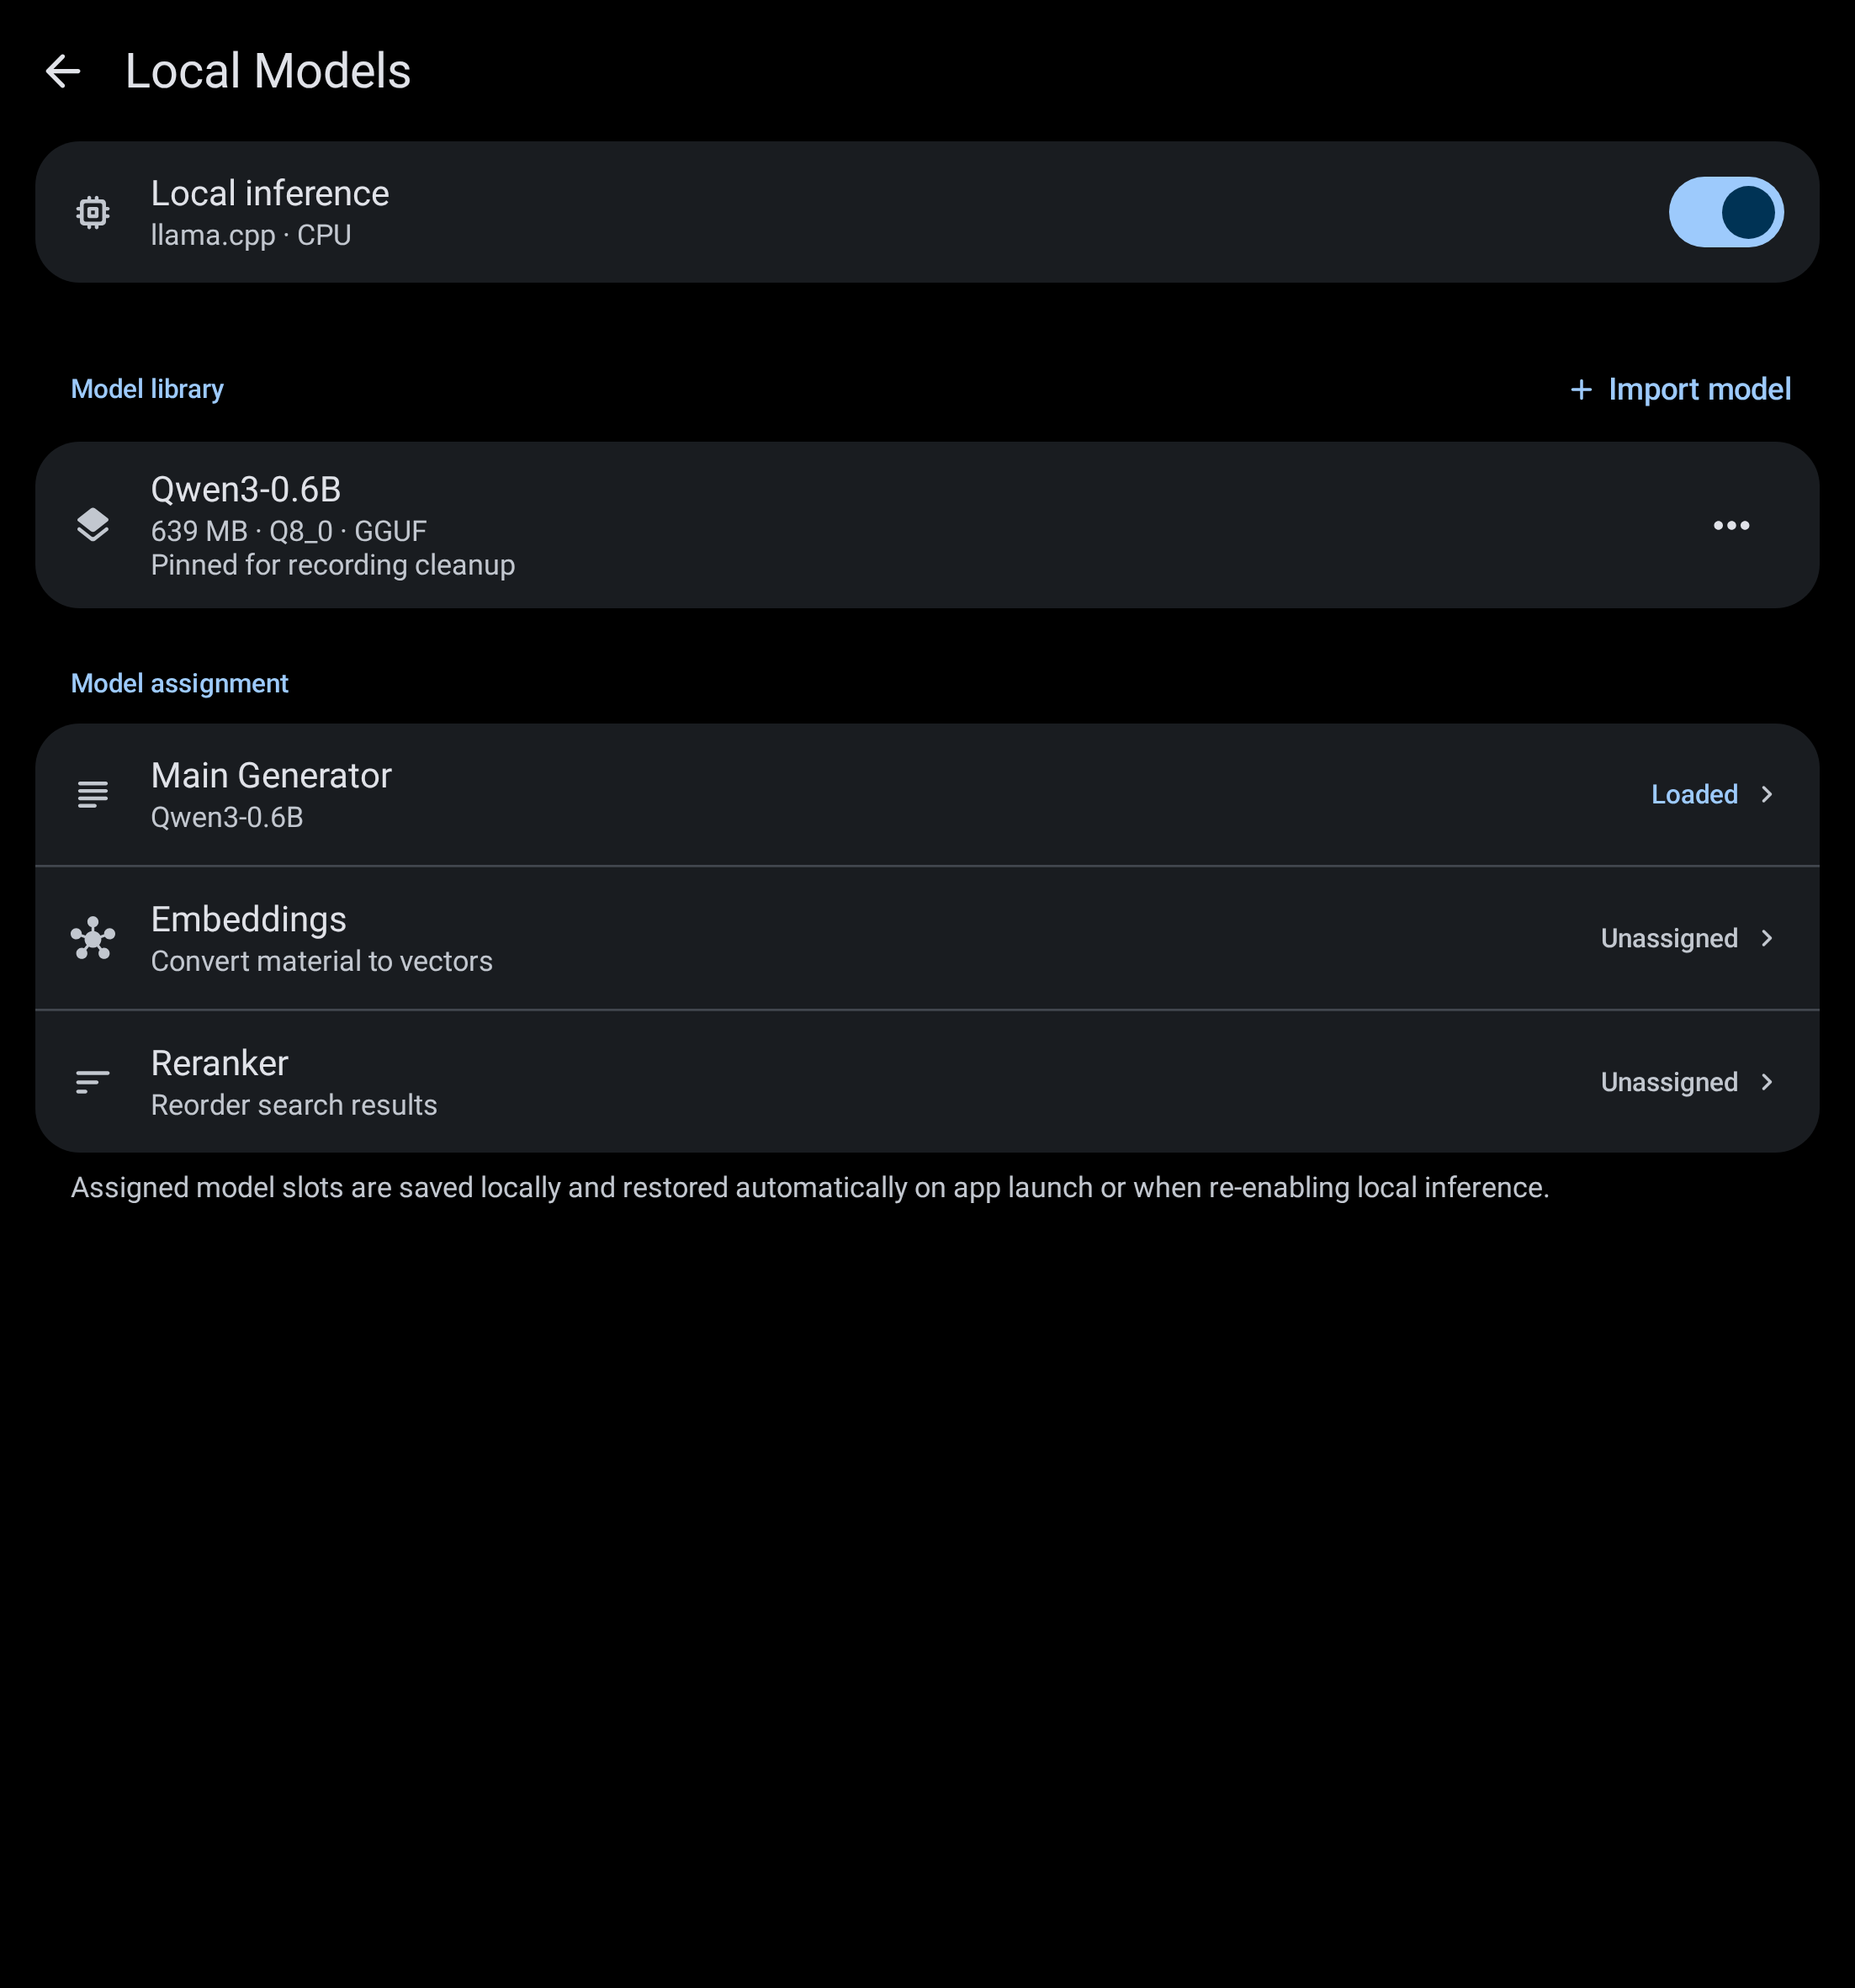 Local Models
Local inference
llama.cpp · CPU
Model library
+ Import model
Qwen3-0.6B
639 MB · Q8_0 · GGUF
Pinned for recording cleanup
Model assignment
Main Generator
Qwen3-0.6B
Loaded
Embeddings
Convert material to vectors
Unassigned
Reranker
Reorder search results
Unassigned
Assigned model slots are saved locally and restored automatically on app launch or when re-enabling local inference.